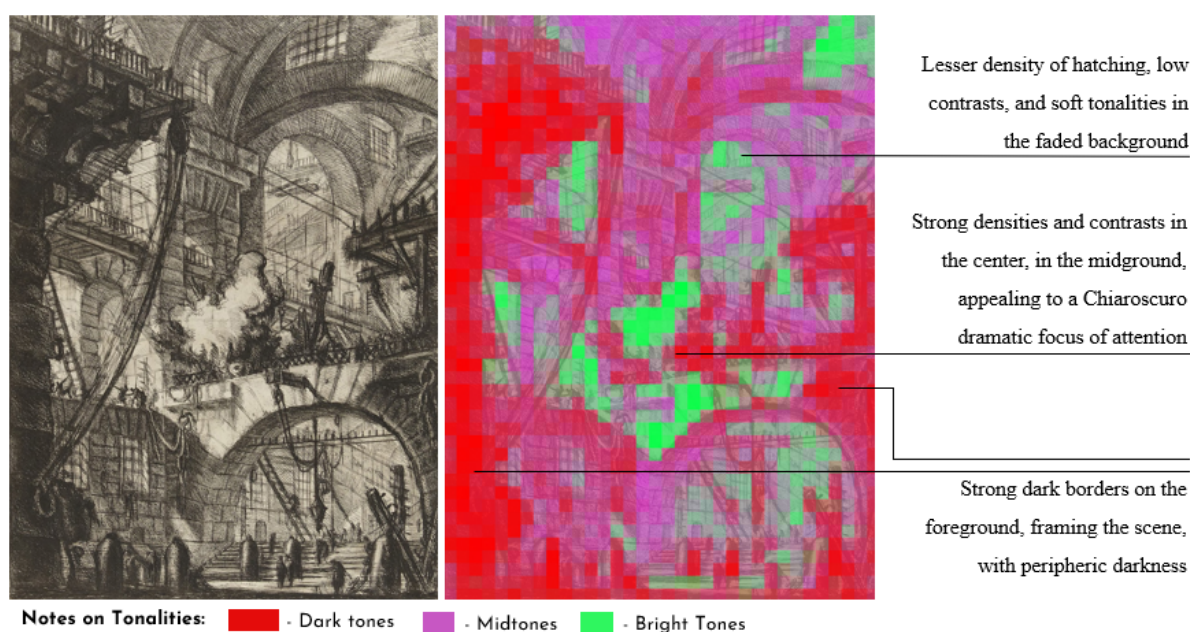 Lesser density of hatching, low
contrasts, and soft tonalities in
the faded background
Strong densities and contrasts in
the center, in the midground,
appealing to a Chiaroscuro
dramatic focus of attention
Strong dark borders on the
foreground, framing the scene,
with peripheric darkness
Notes on Tonalities: - Dark tones - Midtones - Bright Tones